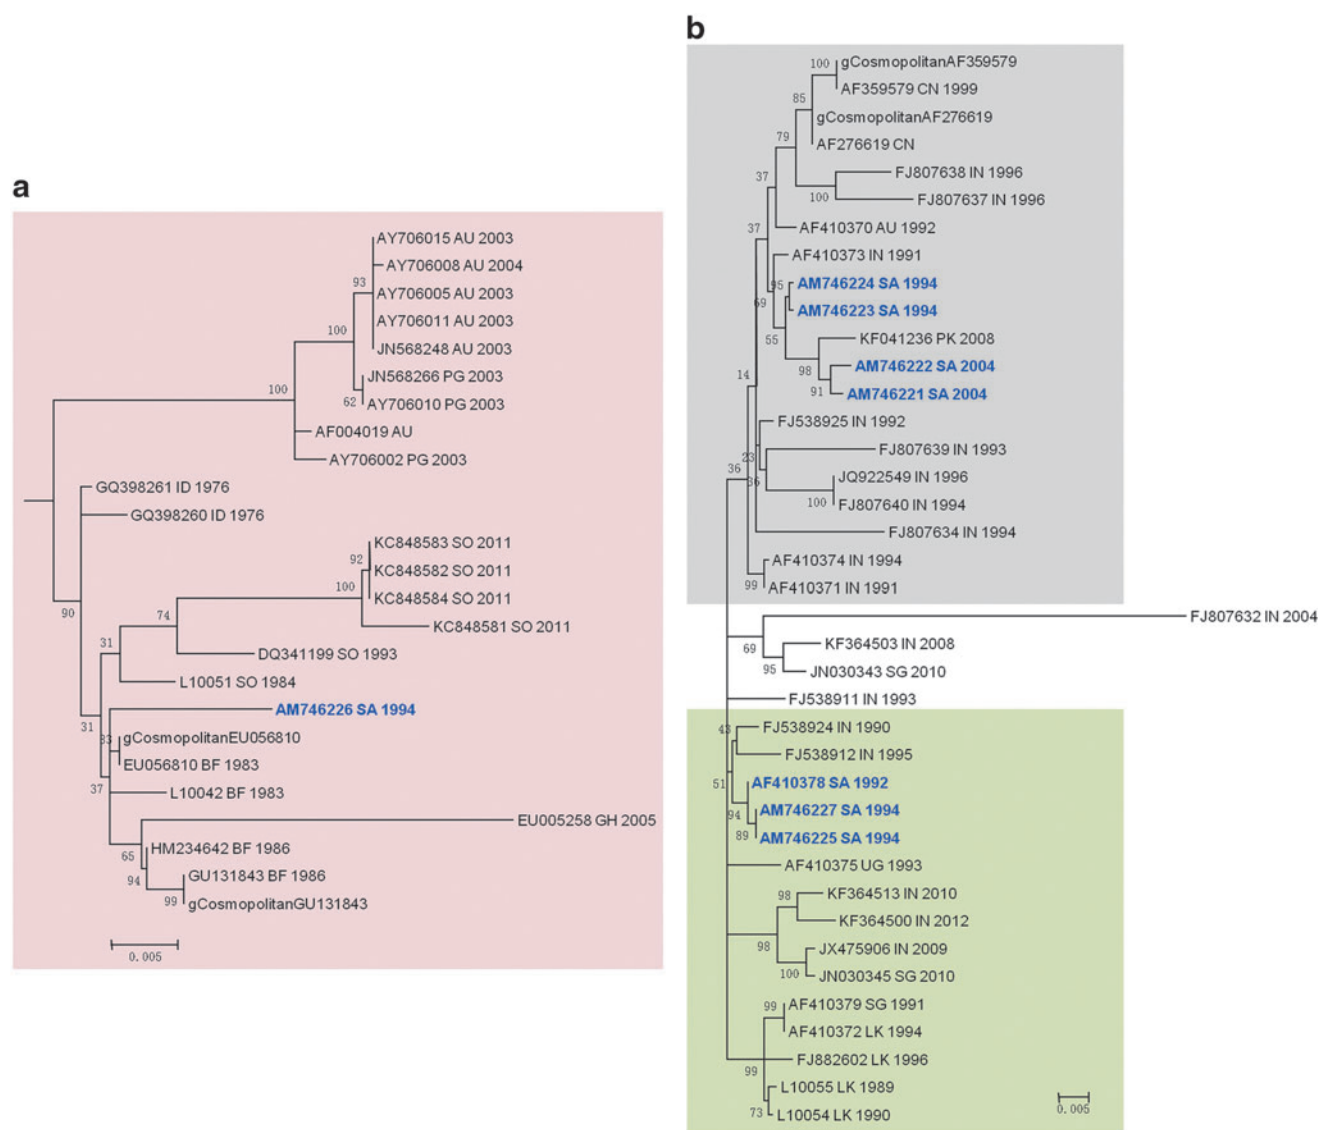 a
AY706015 AU 2003
AY706008 AU 2004
93
AY706005 AU 2003
AY706011 AU 2003
100
JN568248 AU 2003
JN568266 PG 2003
100
62
AY706010 PG 2003
AF004019 AU
AY706002 PG 2003
GQ398261 ID 1976
GQ398260 ID 1976
KC848583 SO 2011
92
KC848582 SO 2011
100
KC848584 SO 2011
90
74
KC848581 SO 2011
31
DQ341199 SO 1993
L10051 SO 1984
AM746226 SA 1994
31
83
gCosmopolitanEU056810
EU056810 BF 1983
37
L10042 BF 1983
EU005258 GH 2005
HM234642 BF 1986
65
GU131843 BF 1986
94
99
gCosmopolitanGU131843
0.005
b
100
gCosmopolitanAF359579
AF359579 CN 1999
85
gCosmopolitanAF276619
79
AF276619 CN
FJ807638 IN 1996
37
100
FJ807637 IN 1996
37
AF410370 AU 1992
AF410373 IN 1991
95
AM746224 SA 1994
69
AM746223 SA 1994
55
KF041236 PK 2008
98
AM746222 SA 2004
14
91
AM746221 SA 2004
FJ538925 IN 1992
FJ807639 IN 1993
23
36
JQ922549 IN 1996
36
100
FJ807640 IN 1994
FJ807634 IN 1994
AF410374 IN 1994
99
AF410371 IN 1991
FJ807632 IN 2004
69
KF364503 IN 2008
95
JN030343 SG 2010
FJ538911 IN 1993
43
FJ538924 IN 1990
FJ538912 IN 1995
51
AF410378 SA 1992
94
AM746227 SA 1994
89
AM746225 SA 1994
AF410375 UG 1993
98
KF364513 IN 2010
KF364500 IN 2012
98
JX475906 IN 2009
100
JN030345 SG 2010
99
AF410379 SG 1991
AF410372 LK 1994
FJ882602 LK 1996
99
L10055 LK 1989
73
L10054 LK 1990
0.005